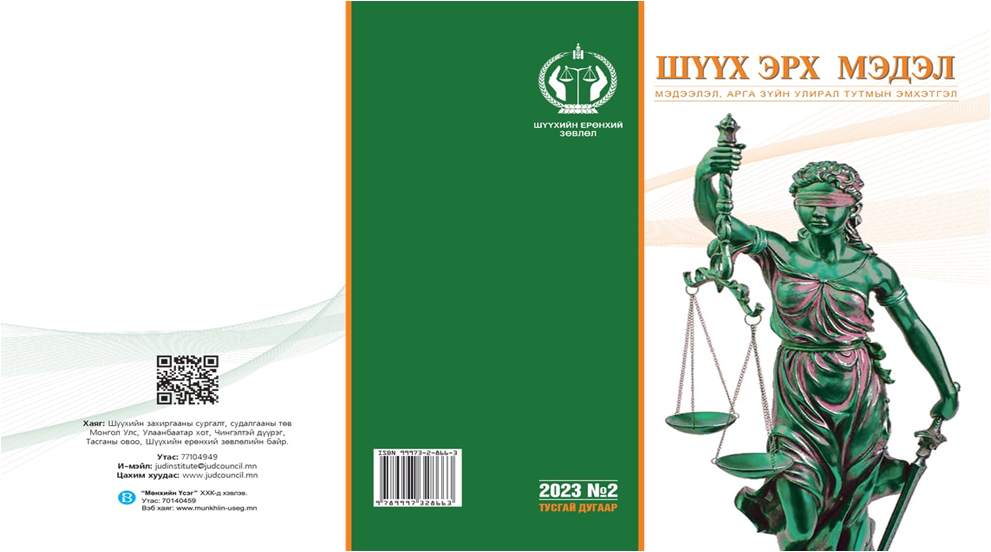 ШҮҮХ ЭРХ МЭДЭЛ
МЭДЭЭЛЭЛ, АРГА ЗҮЙН УЛИРАЛ ТУТМЫН ЭМХЭТГЭЛ
ШҮҮХИЙН ЕРӨНХИЙ
ЗӨВЛӨЛ
ISBN 99973-2-866-3
9 789997 328663
2023 №2
ТУСГАЙ ДУГААР
Хаяг: Шүүхийн захиргааны сургалт, судалгааны төв
Монгол Улс, Улаанбаатар хот, Чингэлтэй дүүрэг,
Тасганы овоо, Шүүхийн ерөнхий зөвлөлийн байр.
Утас: 77104949
И-мэйл: judinstitute@judcouncil.mn
Цахим хуудас: www.judcouncil.mn
"Мөнхийн Үсэг" ХХК-д хэвлэв.
Утас: 70140459
Вэб хаяг: www.munkhiin-useg.mn